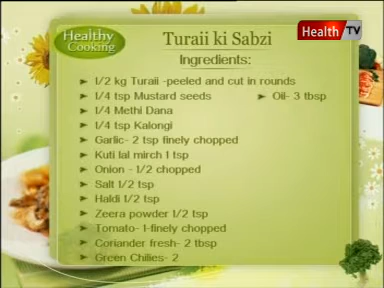 Healthy
Cooking
Turaii ki Sabzi
Health TV
Ingredients:
1/2 kg Turaii -peeled and cut in rounds
1/4 tsp Mustard seeds
Oil- 3 tbsp
1/4 Methi Dana
1/4 tsp Kalongi
Garlic- 2 tsp finely chopped
Kuti lal mirch 1 tsp
Onion - 1/2 chopped
Salt 1/2 tsp
Haldi 1/2 tsp
Zeera powder 1/2 tsp
Tomato- 1-finely chopped
Coriander fresh- 2 tbsp
Green Chilies- 2